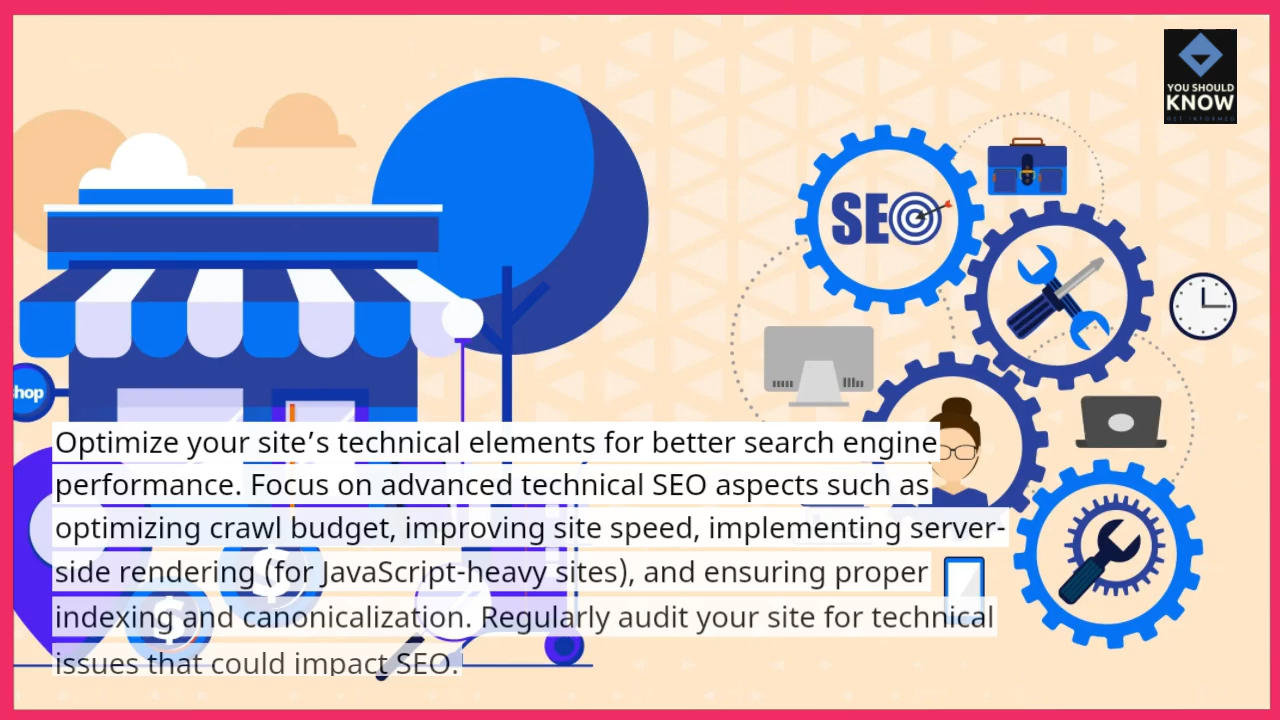 YOU SHOULD
KNOW
GET INFORMED
SEO
hop
Optimize your site’s technical elements for better search engine
performance. Focus on advanced technical SEO aspects such as
optimizing crawl budget, improving site speed, implementing server-
side rendering (for JavaScript-heavy sites), and ensuring proper
indexing and canonicalization. Regularly audit your site for technical
issues that could impact SEO.
$
$